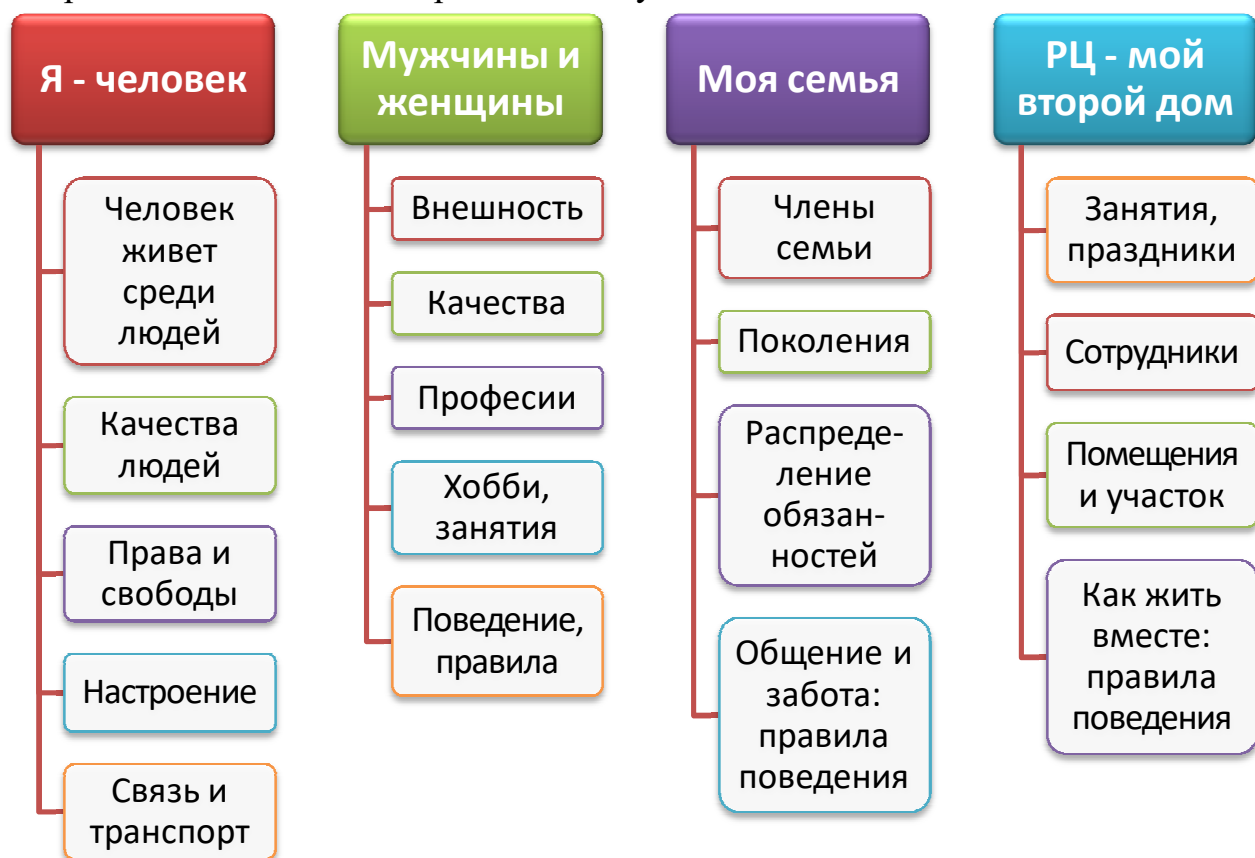 Я - человек
Человек
живет
среди
людей
Качества
людей
Права и
свободы
Настроение
Связь и
транспорт
Мужчины и
женщины
Внешность
Качества
Професии
Хобби,
занятия
Поведение,
правила
Моя семья
Члены
семьи
Поколения
Распреде-
ление
обязан-
ностей
Общение и
забота:
правила
поведения
РЦ - мой
второй дом
Занятия,
праздники
Сотрудники
Помещения
и участок
Как жить
вместе:
правила
поведения